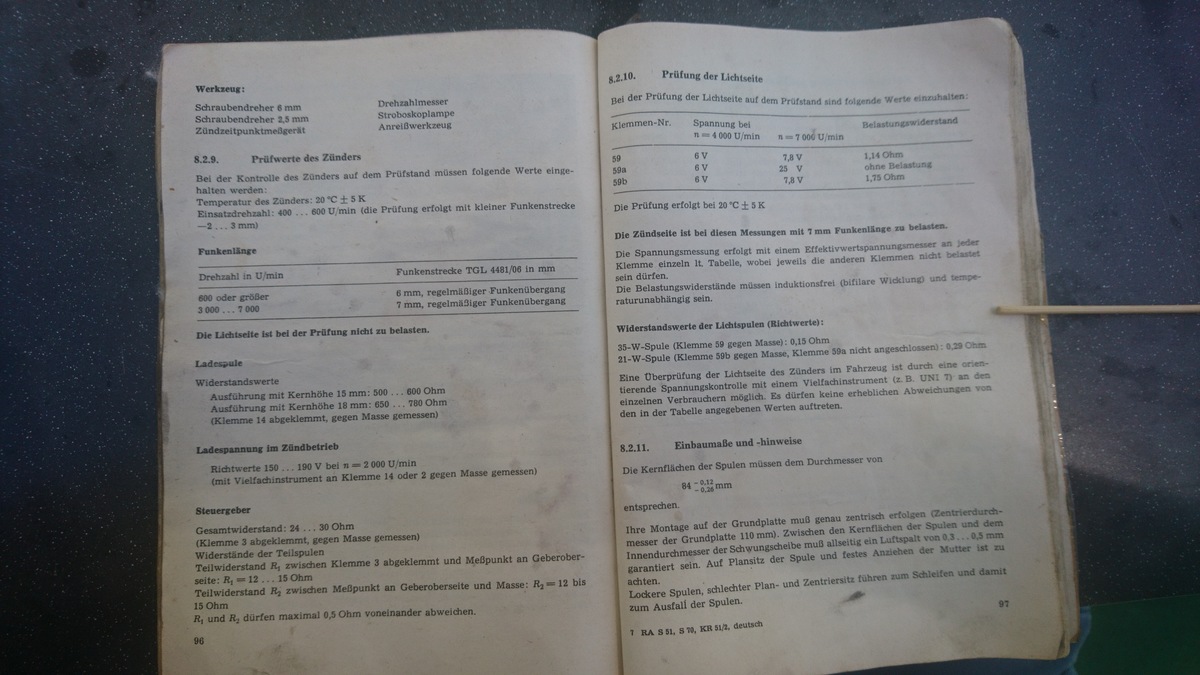 Werkzeug:
Schraubendreher 6 mm
Schraubendreher 2,5 mm
Zündzeitpunktmeßgerät
Drehzahlmesser
Stroboskoplampe
Anreißwerkzeug
8.2.9. Prüfwerte des Zünders
Bei der Kontrolle des Zünders auf dem Prüfstand müssen folgende Werte einge-
halten werden:
Temperatur des Zünders: 20 °C ± 5 K
Einsatzdrehzahl: 400 ... 600 U/min (die Prüfung erfolgt mit kleiner Funkenstrecke
—2 ... 3 mm)
Funkenlänge
Drehzahl in U/min Funkenstrecke TGL 4481/06 in mm
600 oder größer 6 mm, regelmäßiger Funkenübergang
3 000 ... 7 000 7 mm, regelmäßiger Funkenübergang
Die Lichtseite ist bei der Prüfung nicht zu belasten.
Ladespule
Widerstandswerte
Ausführung mit Kernhöhe 15 mm: 500 ... 600 Ohm
Ausführung mit Kernhöhe 18 mm: 650 ... 780 Ohm
(Klemme 14 abgeklemmt, gegen Masse gemessen)
Ladespannung im Zündbetrieb
Richtwerte 150 ... 190 V bei n = 2 000 U/min
(mit Vielfachinstrument an Klemme 14 oder 2 gegen Masse gemessen)
Steuergeber
Gesamtwiderstand: 24 ... 30 Ohm
(Klemme 3 abgeklemmt, gegen Masse gemessen)
Widerstände der Teilspulen
Teilwiderstand R₁ zwischen Klemme 3 abgeklemmt und Meßpunkt an Geberober-
seite: R₁ = 12 ... 15 Ohm
Teilwiderstand R₂ zwischen Meßpunkt an Geberoberseite und Masse: R₂ = 12 bis
15 Ohm
R₁ und R₂ dürfen maximal 0,5 Ohm voneinander abweichen.
96
8.2.10. Prüfung der Lichtseite
Bei der Prüfung der Lichtseite auf dem Prüfstand sind folgende Werte einzuhalten:
Klemmen-Nr. Spannung bei Belastungswiderstand
n = 4 000 U/min n = 7 000 U/min
59 6 V 7,8 V 1,14 Ohm
59a 6 V 25 V ohne Belastung
59b 6 V 7,8 V 1,75 Ohm
Die Prüfung erfolgt bei 20 °C ± 5 K
Die Zündseite ist bei diesen Messungen mit 7 mm Funkenlänge zu belasten.
Die Spannungsmessung erfolgt mit einem Effektivwertspannungsmesser an jeder
Klemme einzeln lt. Tabelle, wobei jeweils die anderen Klemmen nicht belastet
sein dürfen.
Die Belastungswiderstände müssen induktionsfrei (bifilare Wicklung) und tempe-
raturunabhängig sein.
Widerstandswerte der Lichtspulen (Richtwerte):
35-W-Spule (Klemme 59 gegen Masse): 0,15 Ohm
21-W-Spule (Klemme 59b gegen Masse, Klemme 59a nicht angeschlossen): 0,29 Ohm
Eine Überprüfung der Lichtseite des Zünders im Fahrzeug ist durch eine orien-
tierende Spannungskontrolle mit einem Vielfachinstrument (z. B. UNI 7) an den
einzelnen Verbrauchern möglich. Es dürfen keine erheblichen Abweichungen von
den in der Tabelle angegebenen Werten auftreten.
8.2.11. Einbaumaße und -hinweise
Die Kernflächen der Spulen müssen dem Durchmesser von
84 −0,12 −0,26 mm
entsprechen.
Ihre Montage auf der Grundplatte muß genau zentrisch erfolgen (Zentrierdurch-
messer der Grundplatte 110 mm). Zwischen den Kernflächen der Spulen und dem
Innendurchmesser der Schwungscheibe muß allseitig ein Luftspalt von 0,3 ... 0,5 mm
garantiert sein. Auf Plansitz der Spule und festes Anziehen der Mutter ist zu
achten.
Lockere Spulen, schlechter Plan- und Zentriersitz führen zum Schleifen und damit
zum Ausfall der Spulen.
97
7 RA S 51, S 70, KR 51/2, deutsch